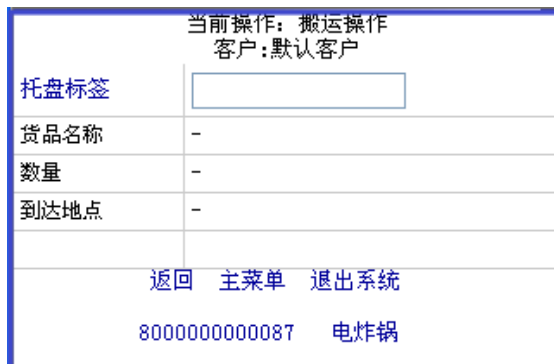 当前操作: 搬运操作
客户:默认客户
托盘标签
货品名称 -
数量 -
到达地点 -
返回 主菜单 退出系统
8000000000087 电炸锅